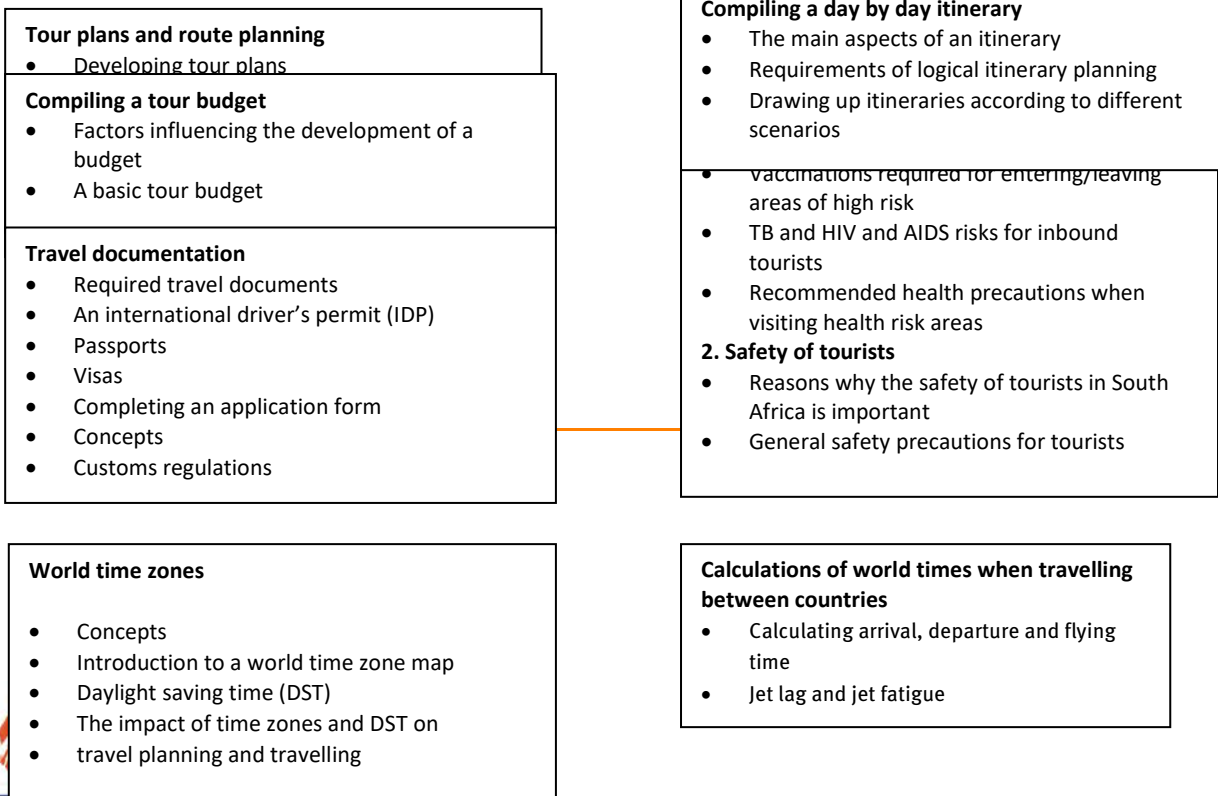 Tour plans and route planning
• Developing tour plans
Compiling a tour budget
• Factors influencing the development of a
budget
• A basic tour budget
Travel documentation
• Required travel documents
• An international driver's permit (IDP)
• Passports
• Visas
• Completing an application form
• Concepts
• Customs regulations
Compiling a day by day itinerary
• The main aspects of an itinerary
• Requirements of logical itinerary planning
• Drawing up itineraries according to different
scenarios
• Vaccinations required for entering/leaving
areas of high risk
• TB and HIV and AIDS risks for inbound
tourists
• Recommended health precautions when
visiting health risk areas
2. Safety of tourists
• Reasons why the safety of tourists in South
Africa is important
• General safety precautions for tourists
World time zones
• Concepts
• Introduction to a world time zone map
• Daylight saving time (DST)
• The impact of time zones and DST on
• travel planning and travelling
Calculations of world times when travelling
between countries
• Calculating arrival, departure and flying
time
• Jet lag and jet fatigue